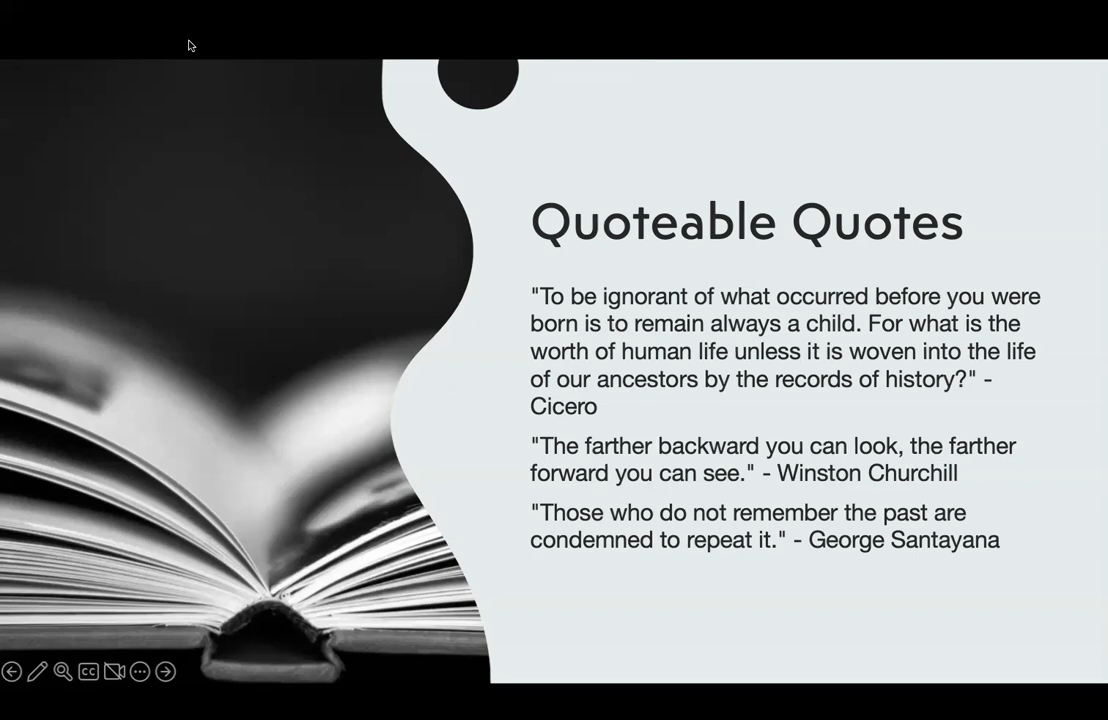 Quoteable Quotes
"To be ignorant of what occurred before you were
born is to remain always a child. For what is the
worth of human life unless it is woven into the life
of our ancestors by the records of history?" -
Cicero
"The farther backward you can look, the farther
forward you can see." - Winston Churchill
"Those who do not remember the past are
condemned to repeat it." - George Santayana
CC